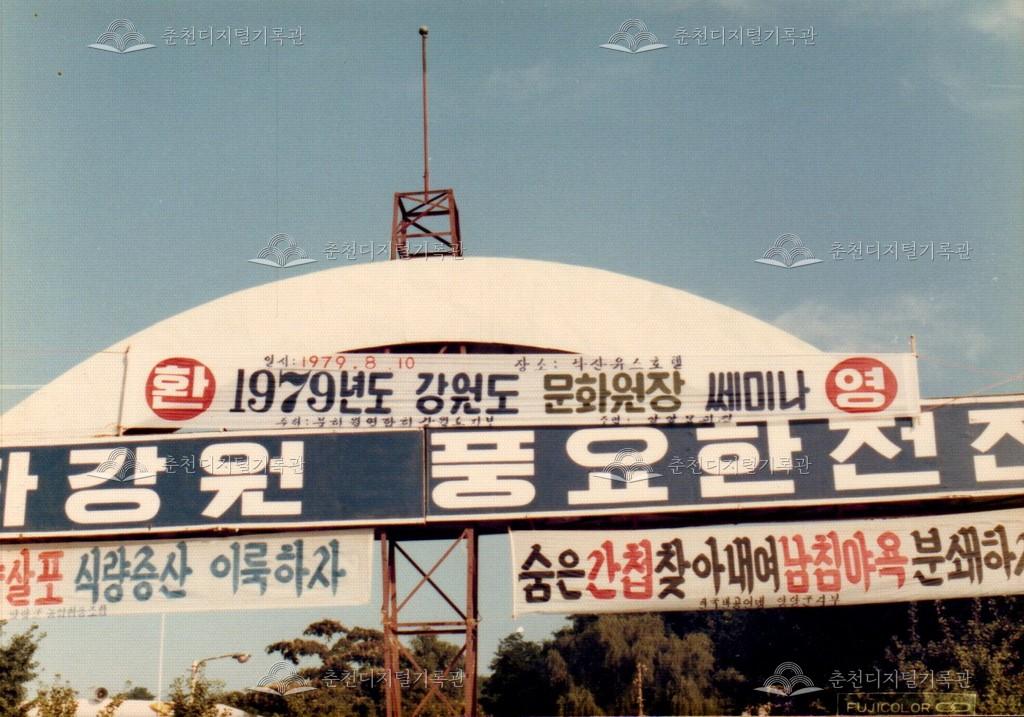 춘천디지털기록관 춘천디지털기록관
춘천디지털기록관 춘천디지털기록관
일시:1979.8.10 장소:낙산유스호텔
환 1979년도 강원도 문화원장 쎄미나 영
강원 풍요한전전
춘천디지털기록관 춘천디지털기록관
살포 식량증산 이룩하자
숨은간첩찾아내어남침야욕분쇄하자
춘천디지털기록관 춘천디지털기록관
FUJICOLOR